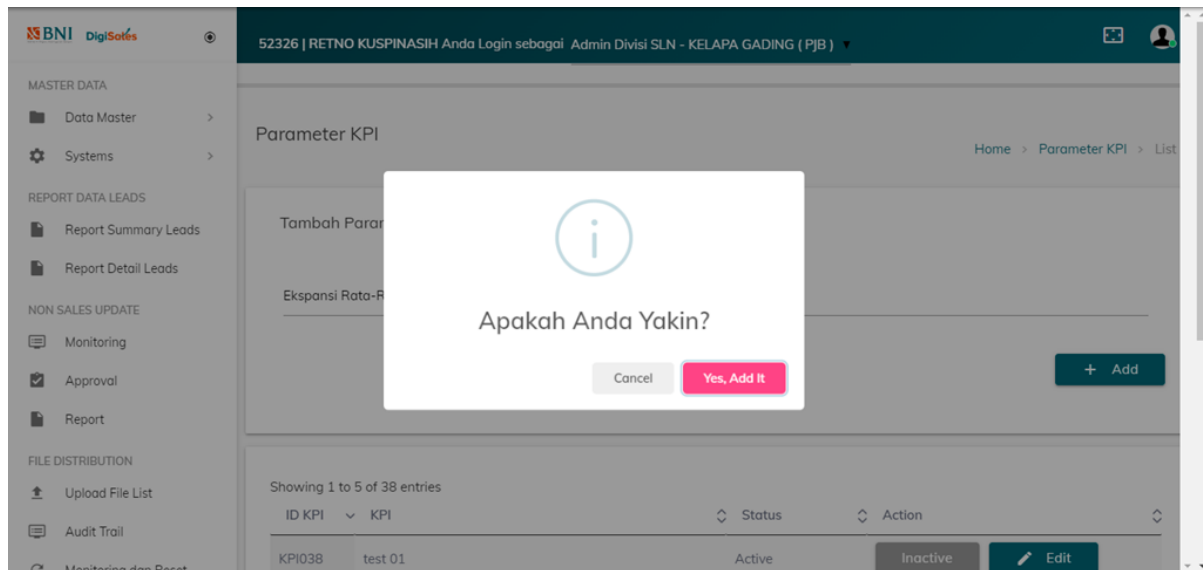 BNI DigiSales
52326 | RETNO KUSPINASIH Anda Login sebagai Admin Divisi SLN - KELAPA GADING ( PJB )
MASTER DATA
Data Master
Systems
REPORT DATA LEADS
Report Summary Leads
Report Detail Leads
NON SALES UPDATE
Monitoring
Approval
Report
FILE DISTRIBUTION
Upload File List
Audit Trail
Monitoring dan Reset
Parameter KPI
Home > Parameter KPI > List
Tambah
Ekspansi
Apakah Anda Yakin?
Cancel Yes, Add It
+ Add
Showing 1 to 5 of 38 entries
ID KPI KPI Status Action
KPI038 test 01 Active Inactive Edit